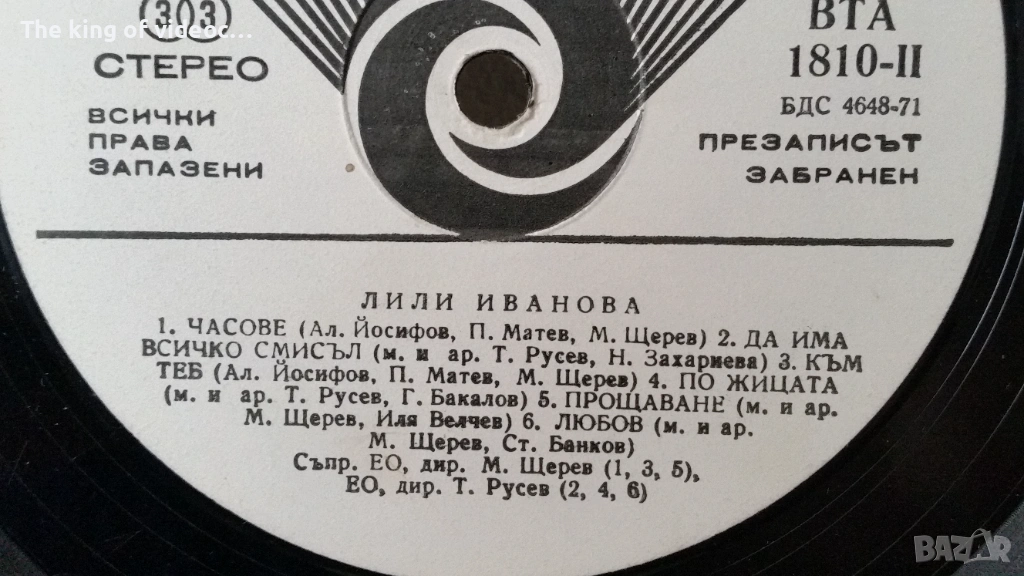 The king of videoc...
(303)
СТЕРЕО
ВСИЧКИ
ПРАВА
ЗАПАЗЕНИ
ВТА
1810-II
БДС 4648-71
ПРЕЗАПИСЪТ
ЗАБРАНЕН
ЛИЛИ ИВАНОВА
1. ЧАСОВЕ (Ал. Йосифов, П. Матев, М. Щерев) 2. ДА ИМА
ВСИЧКО СМИСЪЛ (м. и ар. Т. Русев, Н. Захариева) 3. КЪМ
ТЕБ (Ал. Йосифов, П. Матев, М. Щерев) 4. ПО ЖИЦАТА
(м. и ар. Т. Русев, Г. Бакалов) 5. ПРОЩАВАНЕ (м. и ар.
М. Щерев, Иля Велчев) 6. ЛЮБОВ (м. и ар.
М. Щерев, Ст. Банков)
Съпр. ЕО, дир. М. Щерев (1, 3, 5),
ЕО, дир. Т. Русев (2, 4, 6)
BAZAR